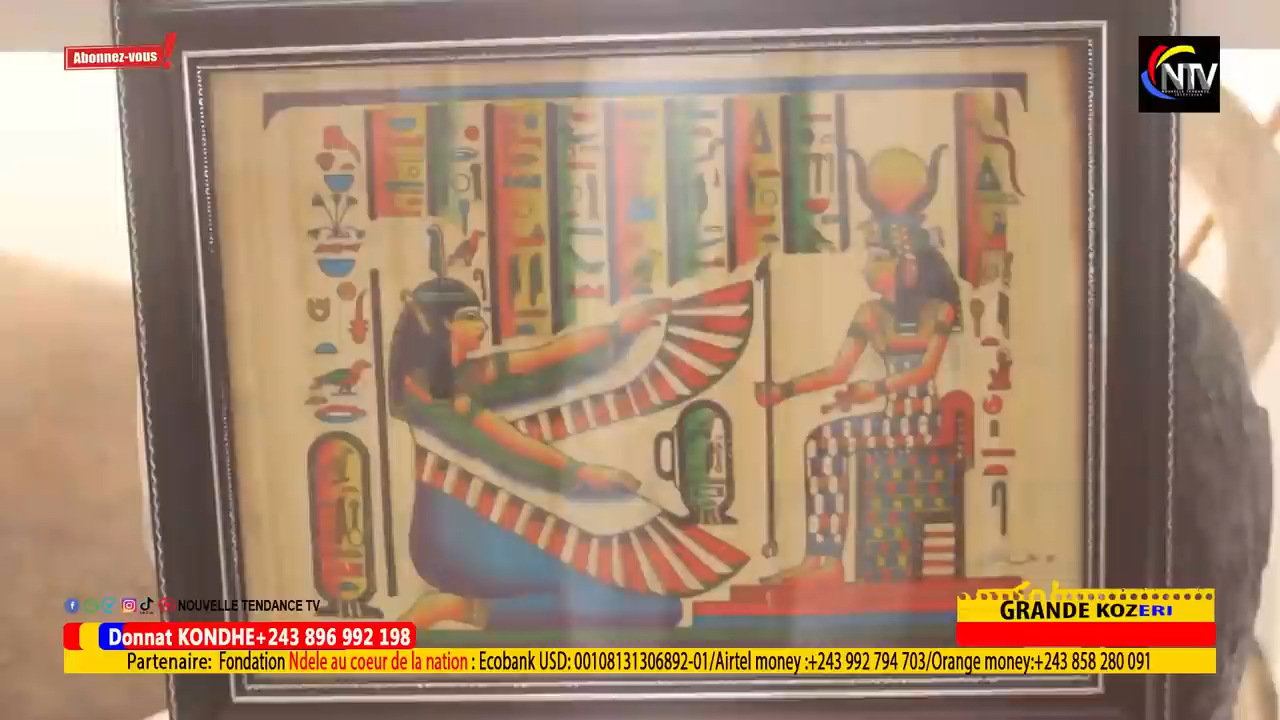 Abonnez-vous !
NTV
NOUVELLE TENDANCE
NOUVELLE TENDANCE TV
GRANDE KOZERI
Donnat KONDHE+243 896 992 198
Partenaire: Fondation Ndele au coeur de la nation : Ecobank USD: 00108131306892-01/Airtel money :+243 992 794 703/Orange money:+243 858 280 091